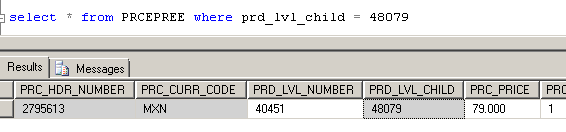 select * from PRCEPREE where prd_lvl_child = 48079
Results Messages
PRC_HDR_NUMBER PRC_CURR_CODE PRD_LVL_NUMBER PRD_LVL_CHILD PRC_PRICE PRC
2795613 MXN 40451 48079 79.000 1